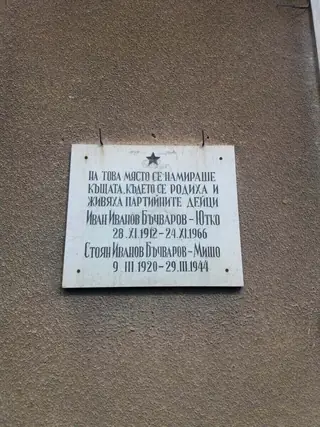 НА ТОВА МЯСТО СЕ НАМИРАШЕ
КЪЩАТА, КЪДЕТО СЕ РОДИХА И
ЖИВЯХА ПАРТИЙНИТЕ ДЕЙЦИ
ИВАН ИВАНОВ БЪЧВАРОВ - ЮТКО
28.XI.1912 - 24.XI.1966
СТОЯН ИВАНОВ БЪЧВАРОВ - МИШО
9.III.1920 - 29.III.1944